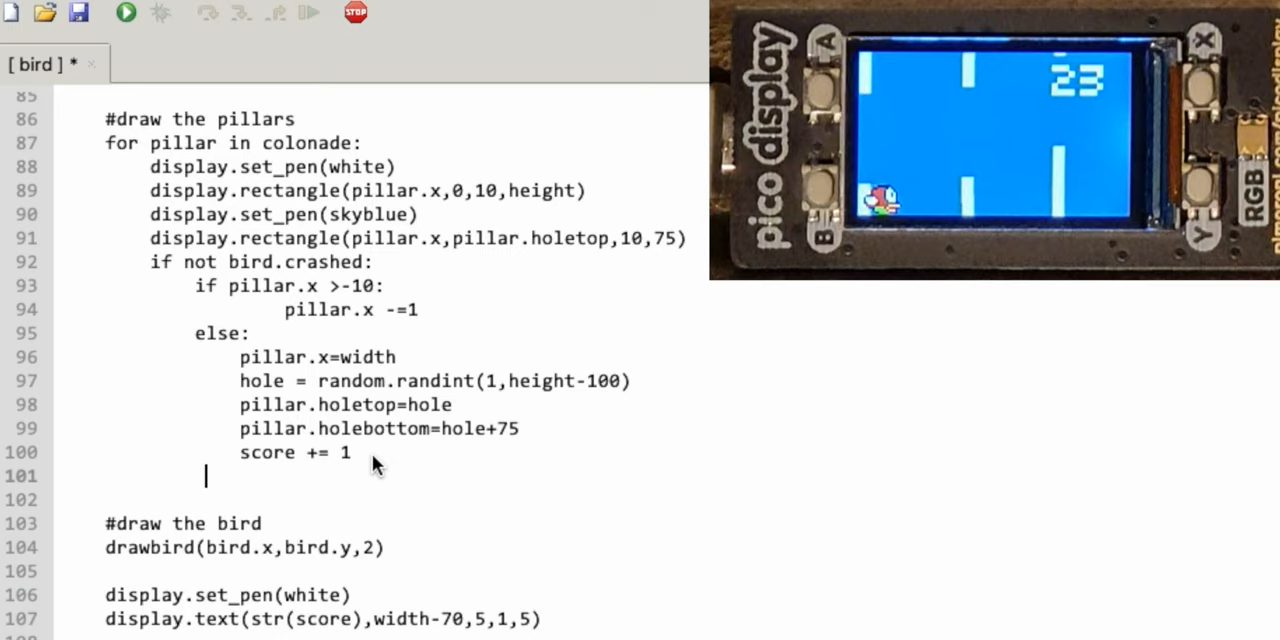 STOP
[ bird ] * ×
85
86 #draw the pillars
87 for pillar in colonade:
88 display.set_pen(white)
89 display.rectangle(pillar.x,0,10,height)
90 display.set_pen(skyblue)
91 display.rectangle(pillar.x,pillar.holetop,10,75)
92 if not bird.crashed:
93 if pillar.x >-10:
94 pillar.x -=1
95 else:
96 pillar.x=width
97 hole = random.randint(1,height-100)
98 pillar.holetop=hole
99 pillar.holebottom=hole+75
100 score += 1
101
102
103 #draw the bird
104 drawbird(bird.x,bird.y,2)
105
106 display.set_pen(white)
107 display.text(str(score),width-70,5,1,5)
pico display
A
B
23
X
Y
RGB